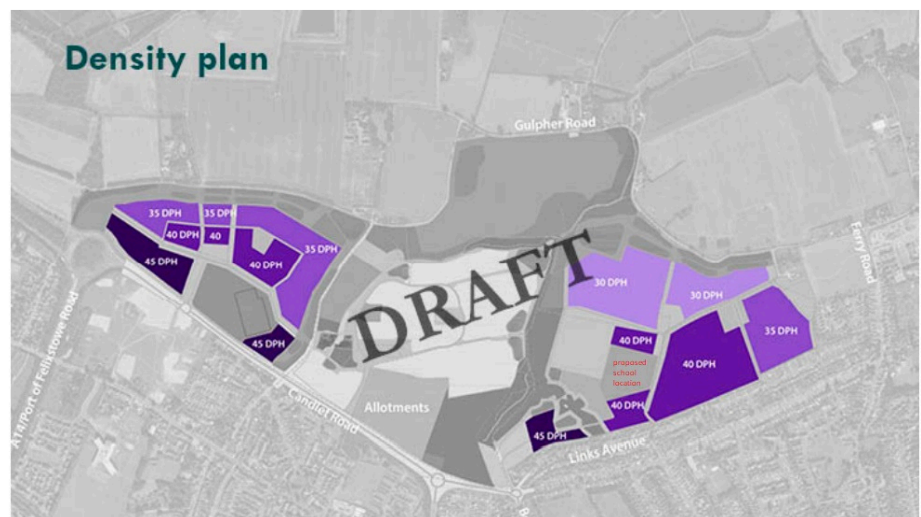 Density plan
Gulpher Road
35 DPH
35 DPH
40 DPH
40
35 DPH
45 DPH
40 DPH
45 DPH
DRAFT
30 DPH
30 DPH
Ferry Road
35 DPH
40 DPH
40 DPH
proposed
school
location
40 DPH
45 DPH
Links Avenue
Allotments
Candlet Road
A14/Port of Felixstowe Road